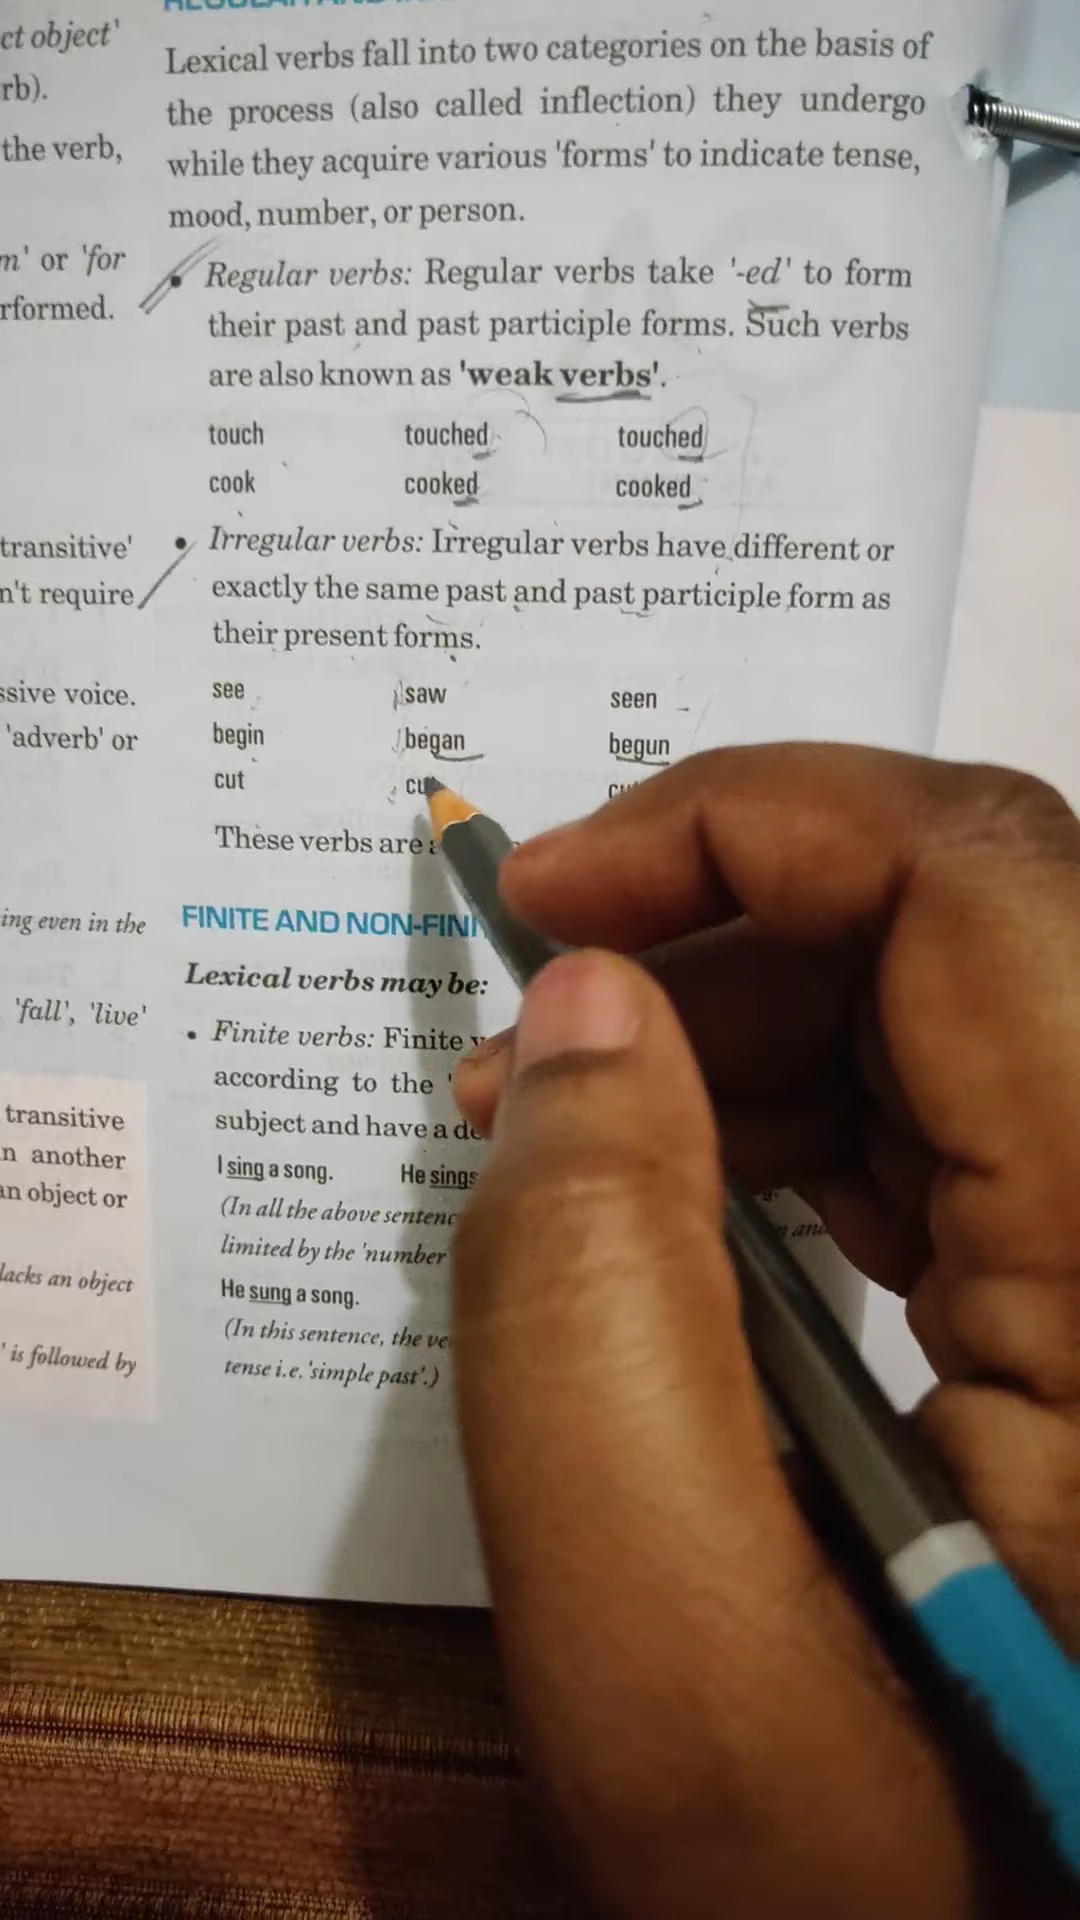 ct object'
rb).
the verb,
m' or 'for
rformed.
transitive'
n't require
ssive voice.
'adverb' or
ing even in the
'fall', 'live'
transitive
n another
an object or
lacks an object
' is followed by
Lexical verbs fall into two categories on the basis of
the process (also called inflection) they undergo
while they acquire various 'forms' to indicate tense,
mood, number, or person.
• Regular verbs: Regular verbs take '-ed' to form
their past and past participle forms. Such verbs
are also known as 'weak verbs'.
touch touched touched
cook cooked cooked
• Irregular verbs: Irregular verbs have different or
exactly the same past and past participle form as
their present forms.
see saw seen
begin began begun
cut
These verbs are
FINITE AND NON-FINI
Lexical verbs may be:
• Finite verbs: Finite
according to the '
subject and have a
I sing a song. He sings
(In all the above sentenc
limited by the 'number
He sung a song.
(In this sentence, the ve
tense i.e. 'simple past'.)